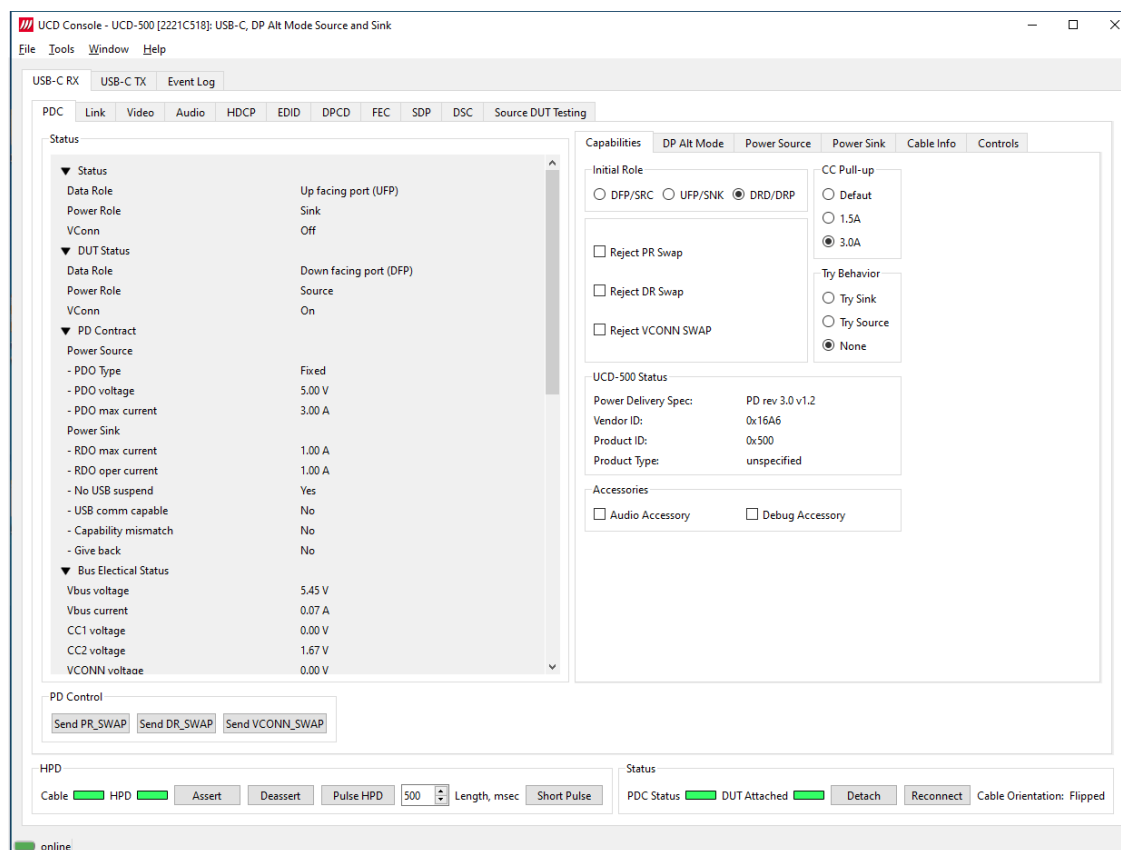 UCD Console - UCD-500 [2221C518]: USB-C, DP Alt Mode Source and Sink
File Tools Window Help
USB-C RX USB-C TX Event Log
PDC Link Video Audio HDCP EDID DPCD FEC SDP DSC Source DUT Testing
Status
Status
Data Role Up facing port (UFP)
Power Role Sink
VConn Off
DUT Status
Data Role Down facing port (DFP)
Power Role Source
VConn On
PD Contract
Power Source
- PDO Type Fixed
- PDO voltage 5.00 V
- PDO max current 3.00 A
Power Sink
- RDO max current 1.00 A
- RDO oper current 1.00 A
- No USB suspend Yes
- USB comm capable No
- Capability mismatch No
- Give back No
Bus Electical Status
Vbus voltage 5.45 V
Vbus current 0.07 A
CC1 voltage 0.00 V
CC2 voltage 1.67 V
VCONN voltage 0.00 V
Capabilities DP Alt Mode Power Source Power Sink Cable Info Controls
Initial Role
DFP/SRC UFP/SNK DRD/DRP
CC Pull-up
Defaut
1.5A
3.0A
Reject PR Swap
Reject DR Swap
Reject VCONN SWAP
Try Behavior
Try Sink
Try Source
None
UCD-500 Status
Power Delivery Spec: PD rev 3.0 v1.2
Vendor ID: 0x16A6
Product ID: 0x500
Product Type: unspecified
Accessories
Audio Accessory Debug Accessory
PD Control
Send PR_SWAP Send DR_SWAP Send VCONN_SWAP
HPD
Cable HPD Assert Deassert Pulse HPD 500 Length, msec Short Pulse
Status
PDC Status DUT Attached Detach Reconnect Cable Orientation: Flipped
online